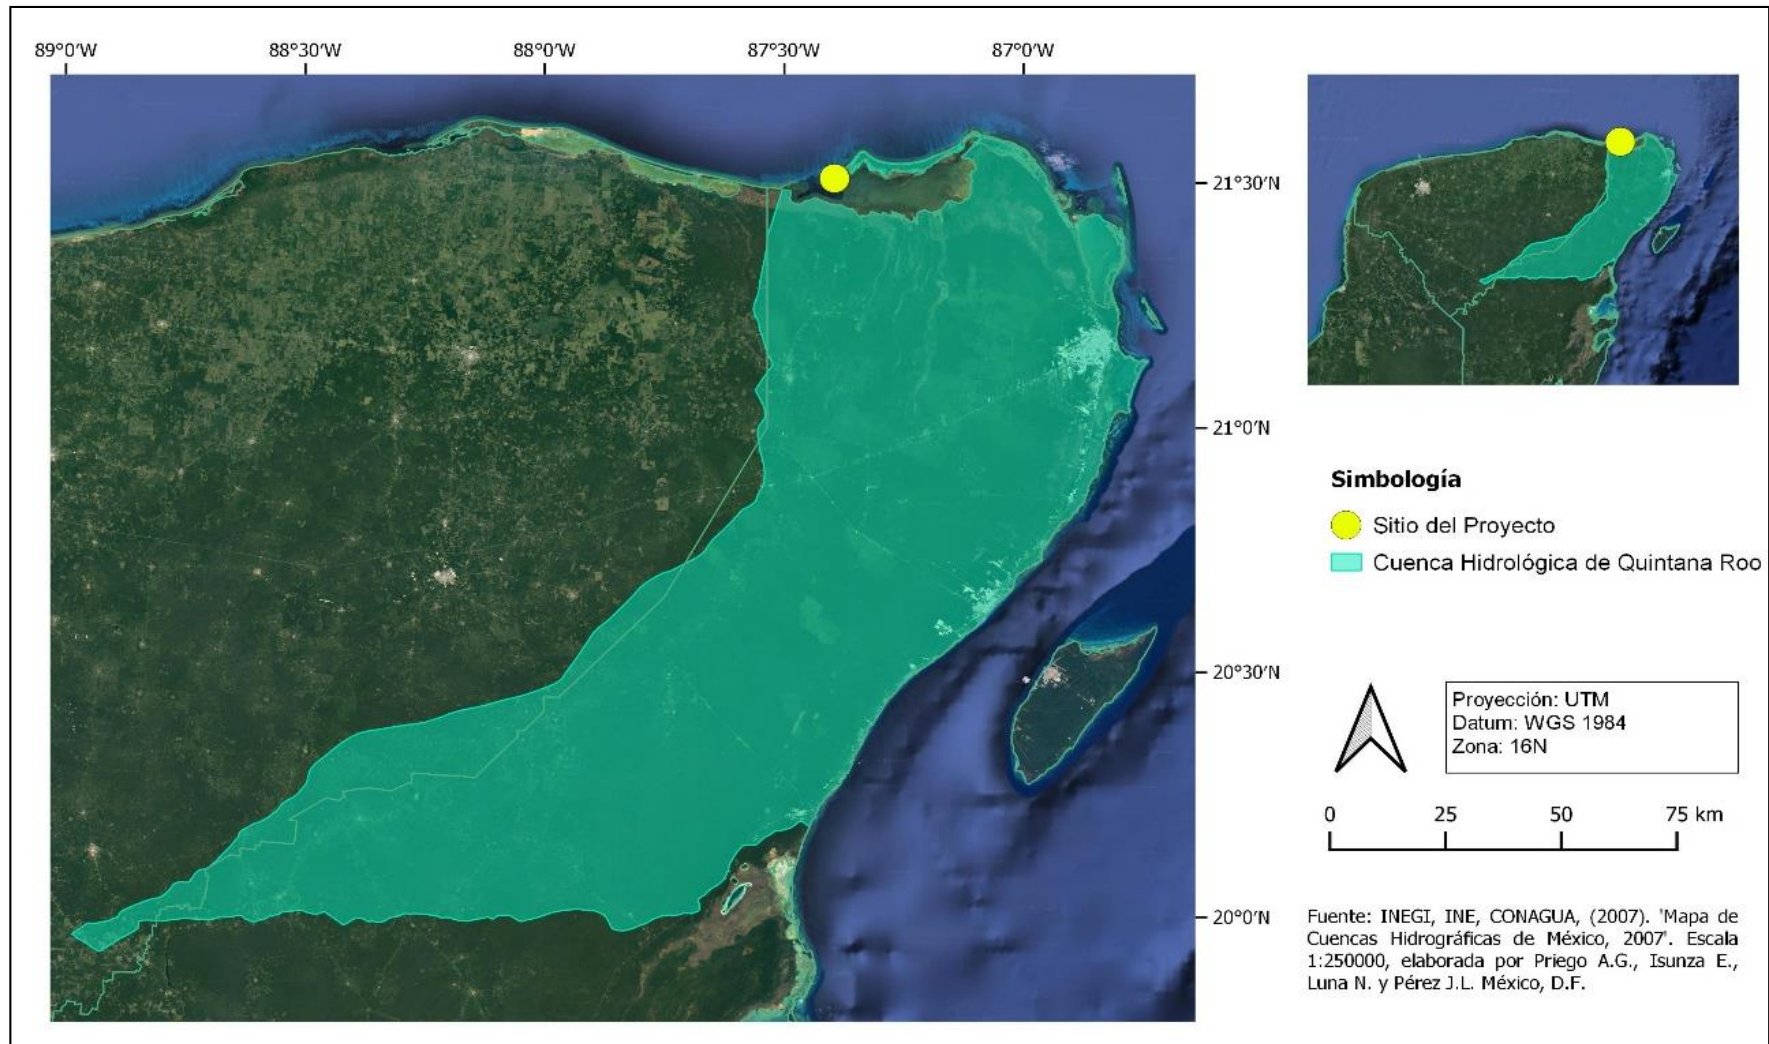 89°0'W 88°30'W 88°0'W 87°30'W 87°0'W
21°30'N
21°0'N
20°30'N
20°0'N
Simbología
Sitio del Proyecto
Cuenca Hidrológica de Quintana Roo
Proyección: UTM
Datum: WGS 1984
Zona: 16N
0 25 50 75 km
Fuente: INEGI, INE, CONAGUA, (2007). 'Mapa de
Cuencas Hidrográficas de México, 2007'. Escala
1:250000, elaborada por Priego A.G., Isunza E.,
Luna N. y Pérez J.L. México, D.F.